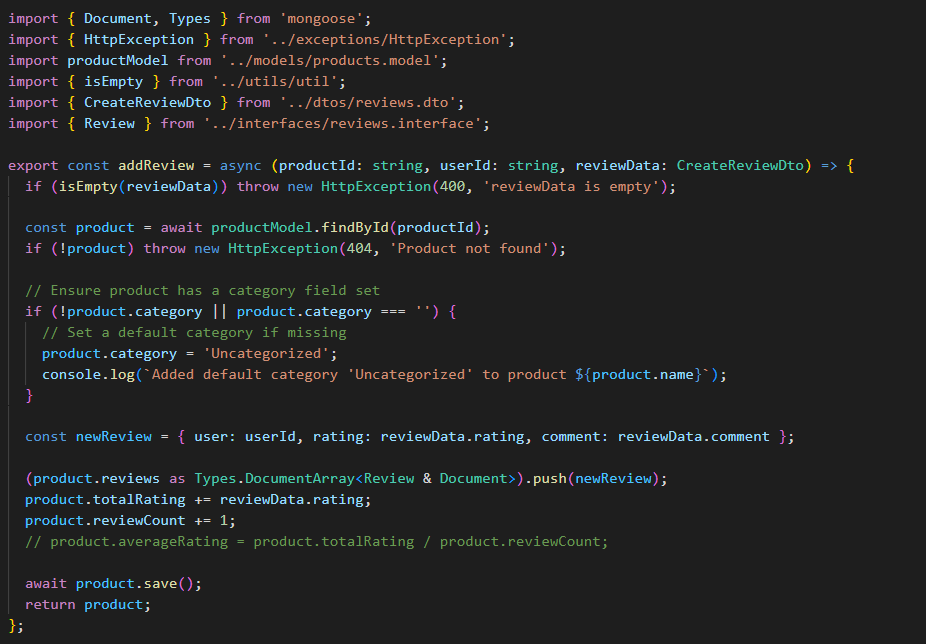 import { Document, Types } from 'mongoose';
import { HttpException } from '../exceptions/HttpException';
import productModel from '../models/products.model';
import { isEmpty } from '../utils/util';
import { CreateReviewDto } from '../dtos/reviews.dto';
import { Review } from '../interfaces/reviews.interface';

export const addReview = async (productId: string, userId: string, reviewData: CreateReviewDto) => {
  if (isEmpty(reviewData)) throw new HttpException(400, 'reviewData is empty');

  const product = await productModel.findById(productId);
  if (!product) throw new HttpException(404, 'Product not found');

  // Ensure product has a category field set
  if (!product.category || product.category === '') {
    // Set a default category if missing
    product.category = 'Uncategorized';
    console.log(`Added default category 'Uncategorized' to product ${product.name}`);
  }

  const newReview = { user: userId, rating: reviewData.rating, comment: reviewData.comment };

  (product.reviews as Types.DocumentArray<Review & Document>).push(newReview);
  product.totalRating += reviewData.rating;
  product.reviewCount += 1;
  // product.averageRating = product.totalRating / product.reviewCount;

  await product.save();
  return product;
};